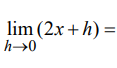 lim (2x + h) =
h→0